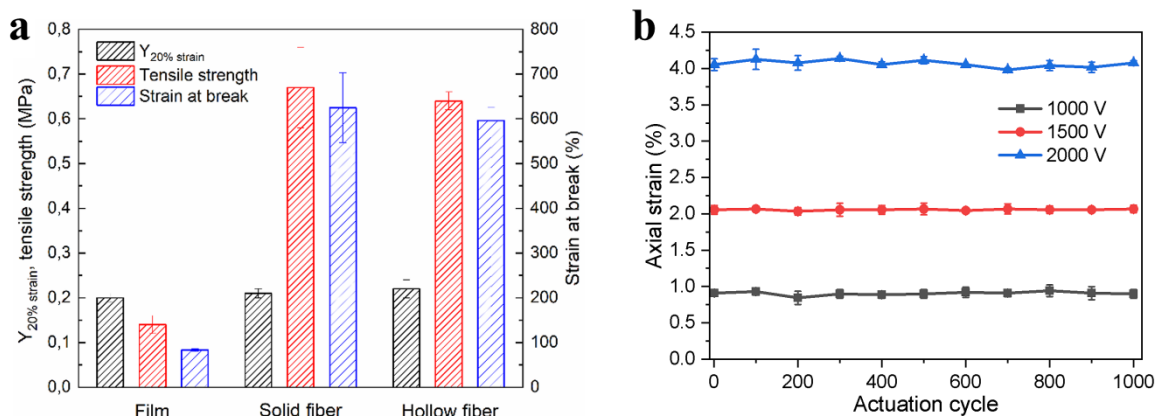 a
Y20% strain, tensile strength (MPa)
0,8
0,7
0,6
0,5
0,4
0,3
0,2
0,1
0,0
Y20% strain
Tensile strength
Strain at break
800
700
600
500
400
300
200
100
0
Strain at break (%)
Film
Solid fiber
Hollow fiber
b
Axial strain (%)
4.5
4.0
3.5
3.0
2.5
2.0
1.5
1.0
0.5
0.0
1000 V
1500 V
2000 V
0
200
400
600
800
1000
Actuation cycle